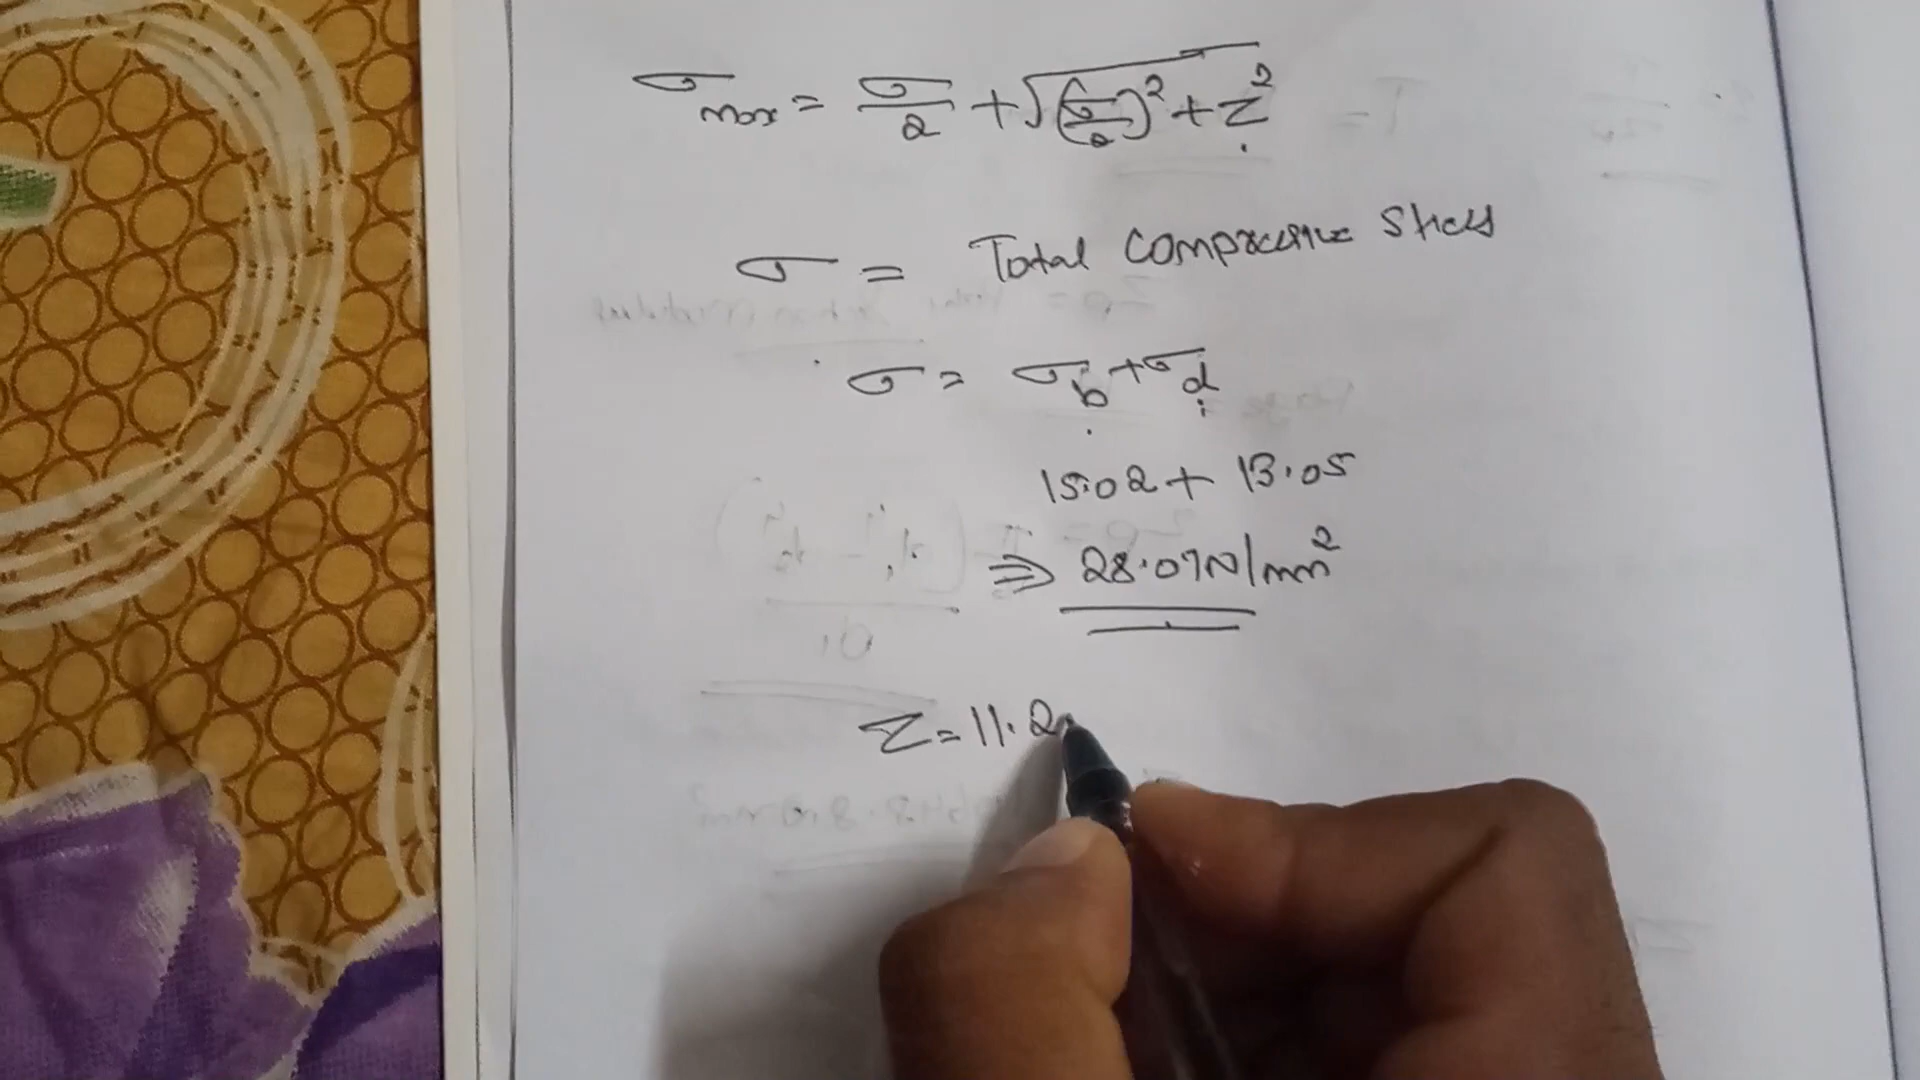 σmax = σ/2 + √(σ/2)² + τ²
σ = Total compressive stress
σ = σb + σd
15.02 + 13.05
⇒ 28.07N/mm²
τ = 11.2